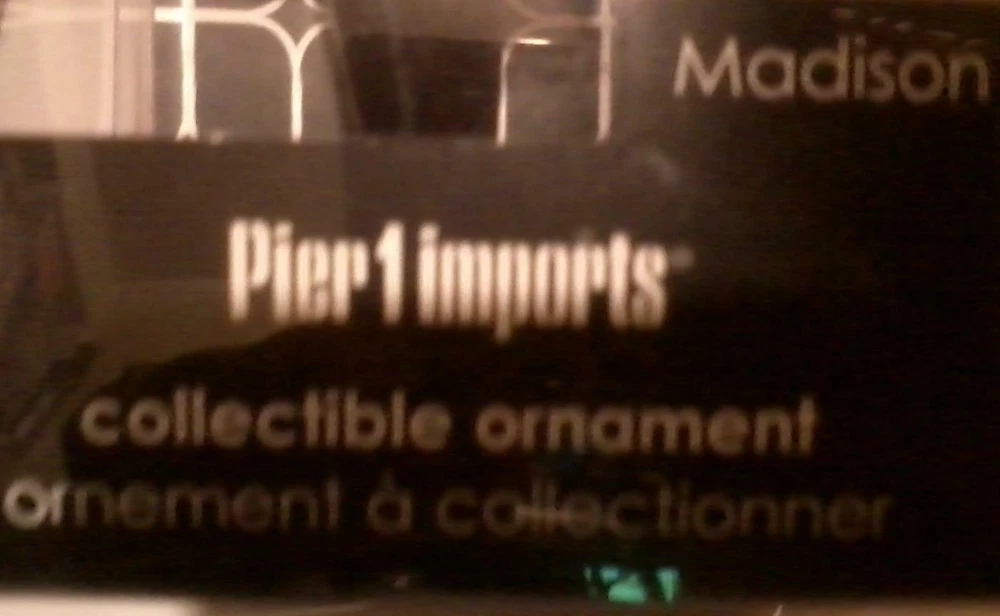 Madison
Pier 1 imports
collectible ornament
ornement à collectionner